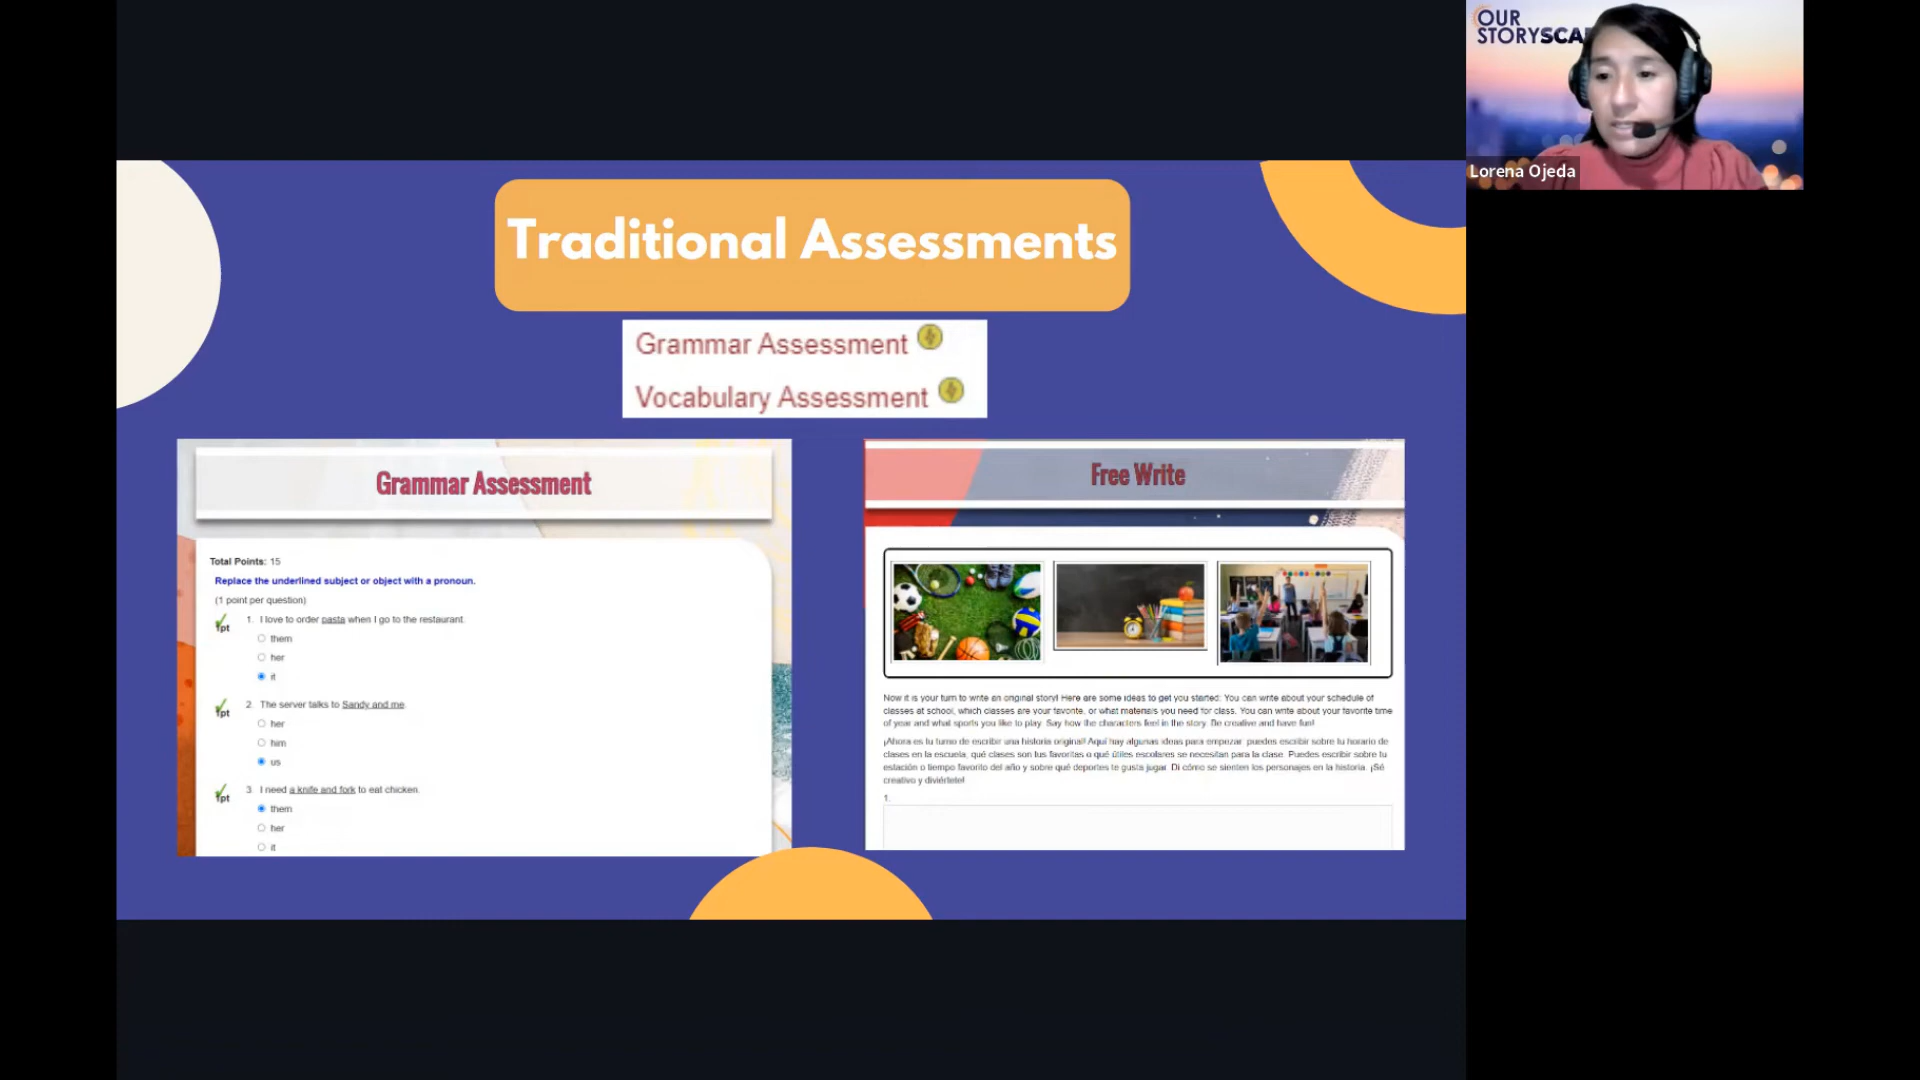 OUR
STORYSCA
Lorena Ojeda
Traditional Assessments
Grammar Assessment
Vocabulary Assessment
Grammar Assessment
Total Points: 15
Replace the underlined subject or object with a pronoun.
(1 point per question)
1pt
1. I love to order pasta when I go to the restaurant.
them
her
it
1pt
2. The server talks to Sandy and me.
her
him
us
1pt
3 I need a knife and fork to eat chicken.
them
her
it
Free Write
Now it is your turn to write an original story! Here are some ideas to get you started: You can write about your schedule of
classes at school, which classes are your favorite, or what materials you need for class. You can write about your favorite time
of year and what sports you like to play. Say how the characters feel in the story. Be creative and have fun!
¡Ahora es tu turno de escribir una historia original! Aquí hay algunas ideas para empezar: puedes escribir sobre tu horario de
clases en la escuela, qué clases son tus favoritas o qué útiles escolares se necesitan para la clase. Puedes escribir sobre tu
estación o tiempo favorito del año y sobre qué deportes te gusta jugar. Di cómo se sienten los personajes en la historia. ¡Sé
creativo y diviértete!
1.